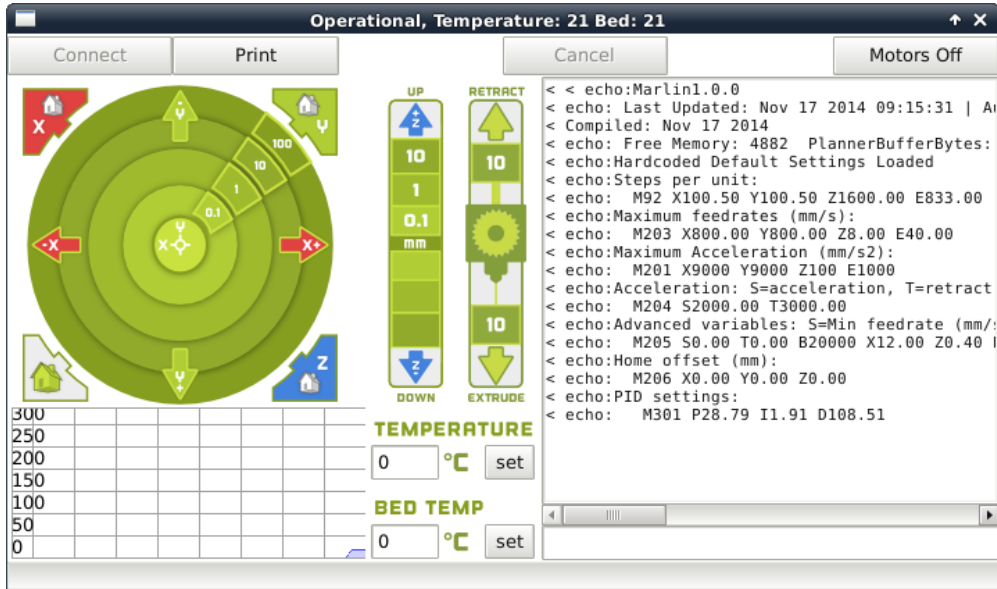 Operational, Temperature: 21 Bed: 21
Connect
Print
Cancel
Motors Off
X
Y
-Y
100
10
1
0.1
Y
X
-X
X+
Y+
Z
UP
+Z
10
1
0.1
mm
Z-
DOWN
RETRACT
10
10
EXTRUDE
300
250
200
150
100
50
0
TEMPERATURE
0 °C set
BED TEMP
0 °C set
< < echo:Marlin1.0.0
< echo: Last Updated: Nov 17 2014 09:15:31 |
< Compiled: Nov 17 2014
< echo: Free Memory: 4882  PlannerBufferBytes:
< echo:Hardcoded Default Settings Loaded
< echo:Steps per unit:
< echo:  M92 X100.50 Y100.50 Z1600.00 E833.00
< echo:Maximum feedrates (mm/s):
< echo:  M203 X800.00 Y800.00 Z8.00 E40.00
< echo:Maximum Acceleration (mm/s2):
< echo:  M201 X9000 Y9000 Z100 E1000
< echo:Acceleration: S=acceleration, T=retract
< echo:  M204 S2000.00 T3000.00
< echo:Advanced variables: S=Min feedrate (mm/
< echo:  M205 S0.00 T0.00 B20000 X12.00 Z0.40
< echo:Home offset (mm):
< echo:  M206 X0.00 Y0.00 Z0.00
< echo:PID settings:
< echo:   M301 P28.79 I1.91 D108.51